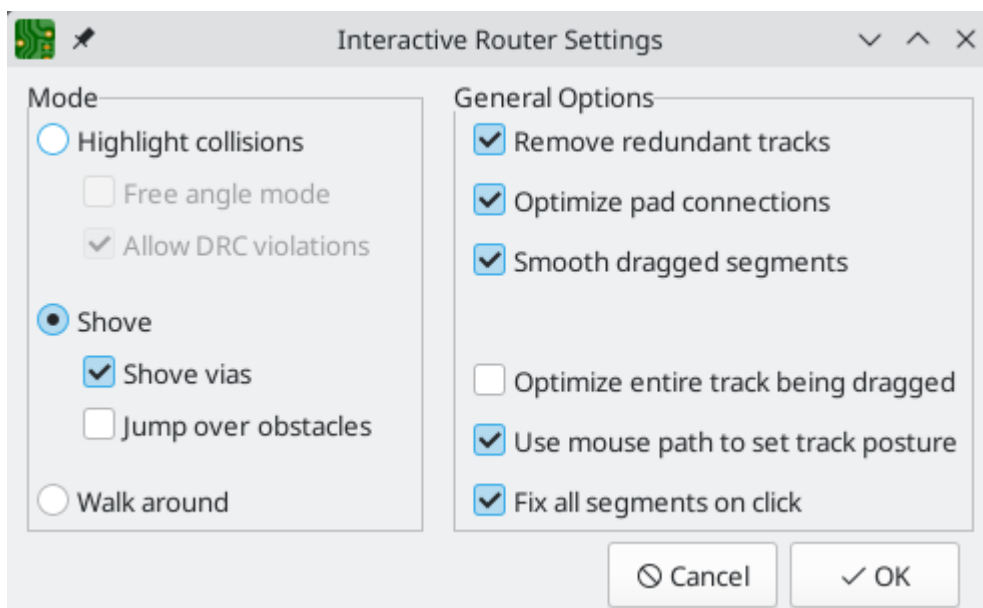 Interactive Router Settings
Mode
Highlight collisions
Free angle mode
Allow DRC violations
Shove
Shove vias
Jump over obstacles
Walk around
General Options
Remove redundant tracks
Optimize pad connections
Smooth dragged segments
Optimize entire track being dragged
Use mouse path to set track posture
Fix all segments on click
Cancel
OK